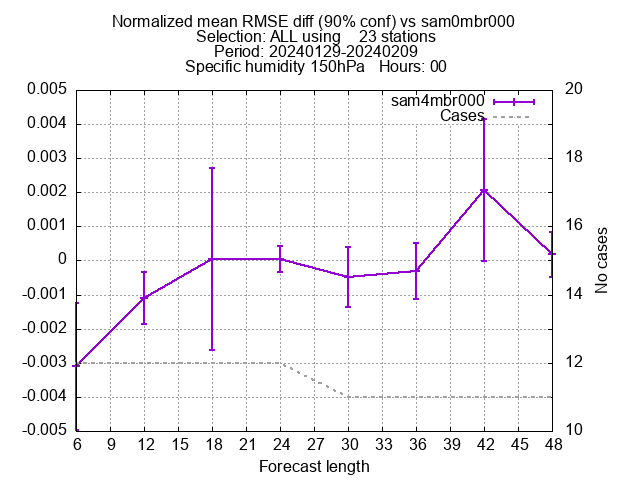 Normalized mean RMSE diff (90% conf) vs sam0mbr000
Selection: ALL using    23 stations
Period: 20240129-20240209
Specific humidity 150hPa   Hours: 00
sam4mbr000
Cases
0.005
0.004
0.003
0.002
0.001
0
-0.001
-0.002
-0.003
-0.004
-0.005
20
18
16
14
12
10
No cases
6 9 12 15 18 21 24 27 30 33 36 39 42 45 48
Forecast length